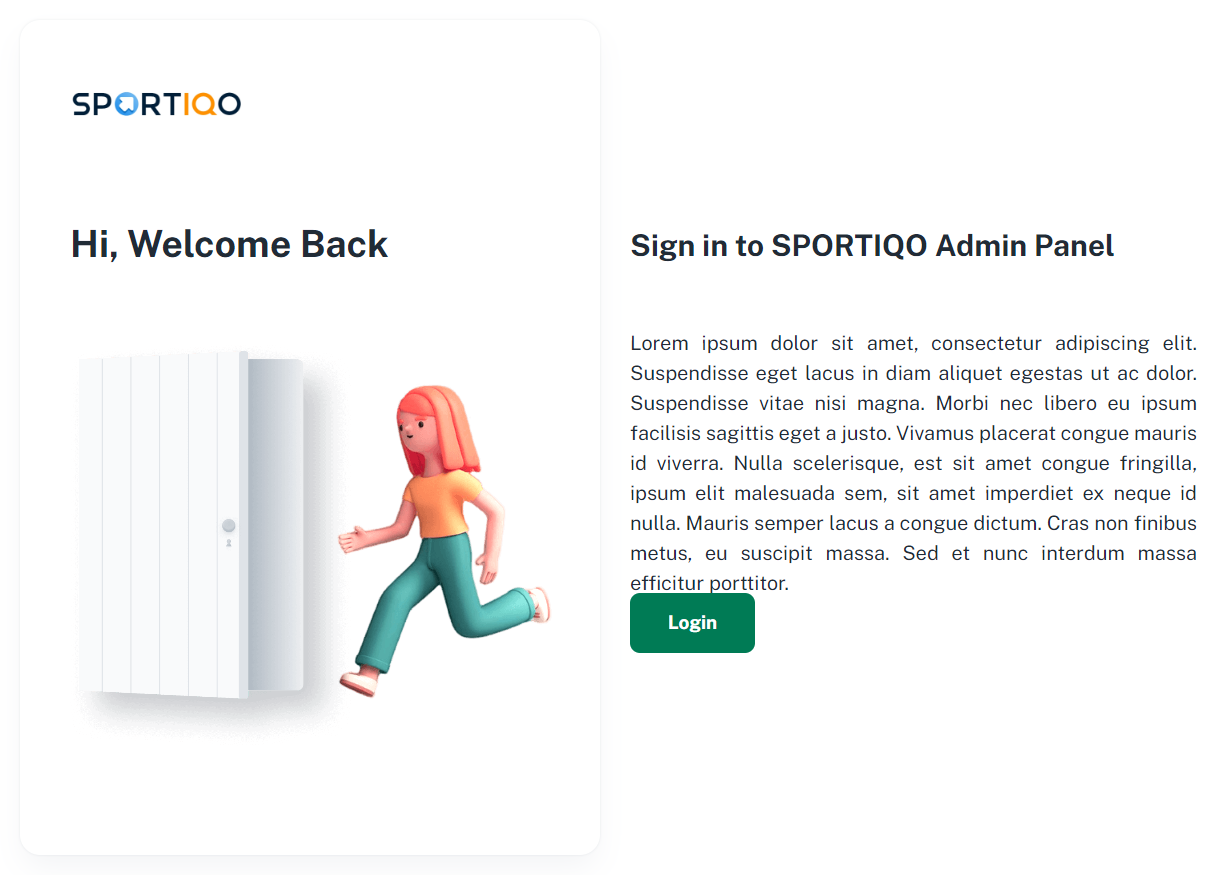 SPORTIQO
Hi, Welcome Back
Sign in to SPORTIQO Admin Panel
Lorem ipsum dolor sit amet, consectetur adipiscing elit.
Suspendisse eget lacus in diam aliquet egestas ut ac dolor.
Suspendisse vitae nisi magna. Morbi nec libero eu ipsum
facilisis sagittis eget a justo. Vivamus placerat congue mauris
id viverra. Nulla scelerisque, est sit amet congue fringilla,
ipsum elit malesuada sem, sit amet imperdiet ex neque id
nulla. Mauris semper lacus a congue dictum. Cras non finibus
metus, eu suscipit massa. Sed et nunc interdum massa
efficitur porttitor.
Login